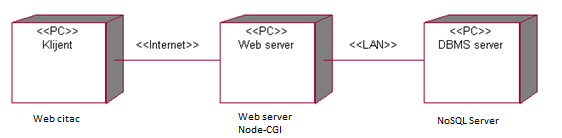 <<PC>>
Klijent
<<Internet>>
<<PC>>
Web server
<<LAN>>
<<PC>>
DBMS server
Web citac
Web server
Node-CGI
NoSQL Server